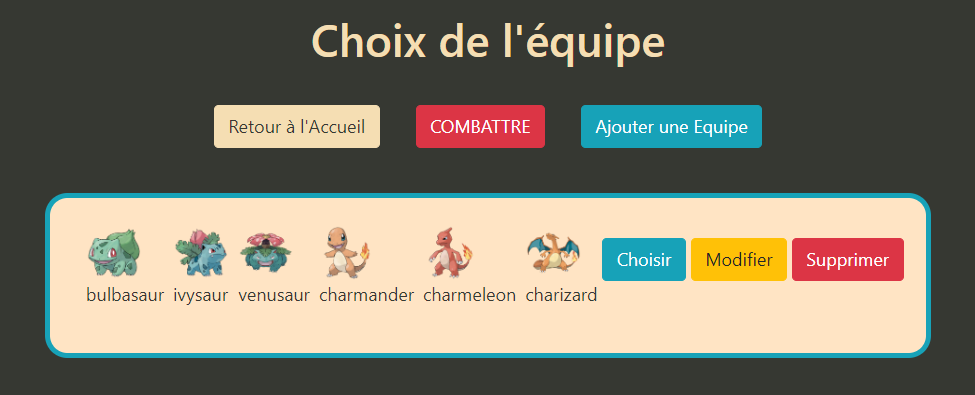 Choix de l'équipe
Retour à l'Accueil COMBATTRE Ajouter une Equipe
Choisir Modifier Supprimer
bulbasaur ivysaur venusaur charmander charmeleon charizard